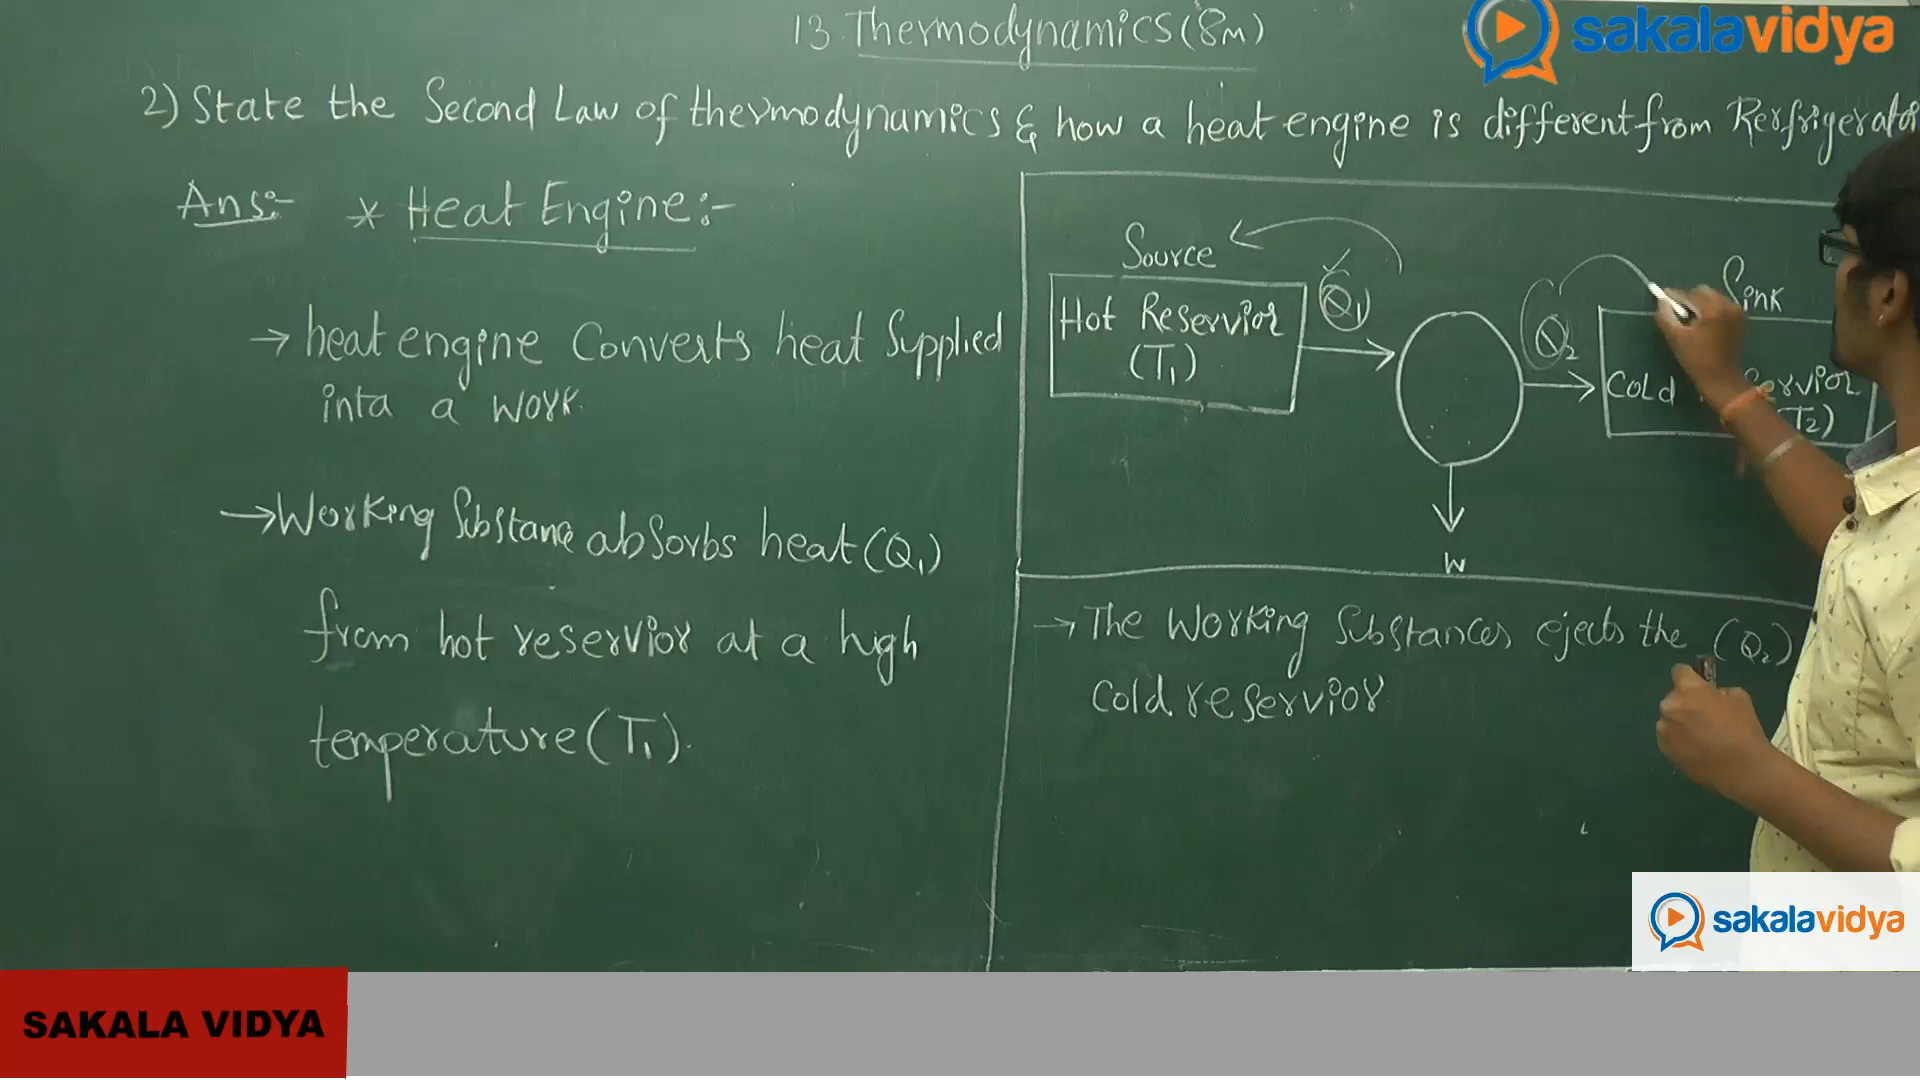 13. Thermodynamics (8M)
sakalavidya
2) State the Second Law of thermodynamics & how a heat engine is different from Rerfrigerator
Ans:- * Heat Engine:-
→ heat engine Converts heat Supplied
inta a work.
→ Working Substance absorbs heat (Q1)
from hot reservior at a high
temperature (T1).
Source
Hot Reservior
(T1)
Q1
Q2
Sink
Cold
(T2)
W
→ The Working Substances ejects the (Q2)
Cold reservior
sakalavidya
SAKALA VIDYA